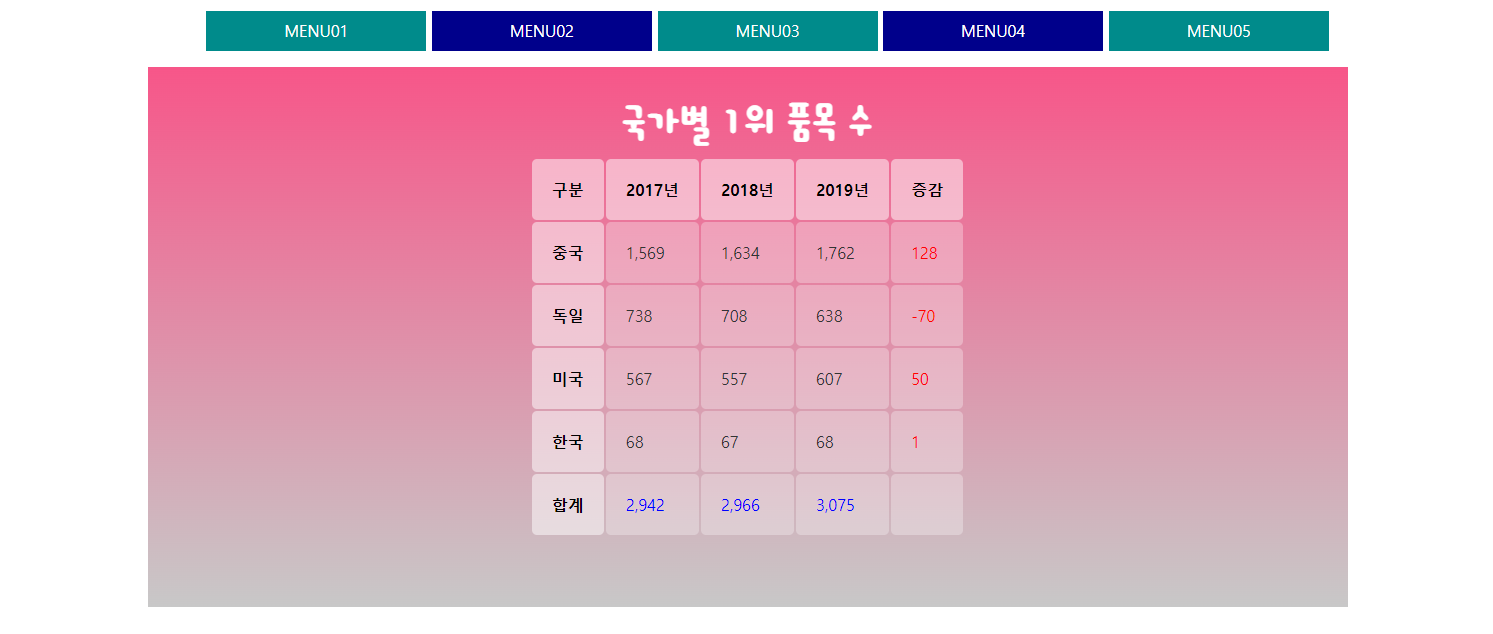 MENU01 MENU02 MENU03 MENU04 MENU05
국가별 1위 품목 수
구분 2017년 2018년 2019년 증감
중국 1,569 1,634 1,762 128
독일 738 708 638 -70
미국 567 557 607 50
한국 68 67 68 1
합계 2,942 2,966 3,075